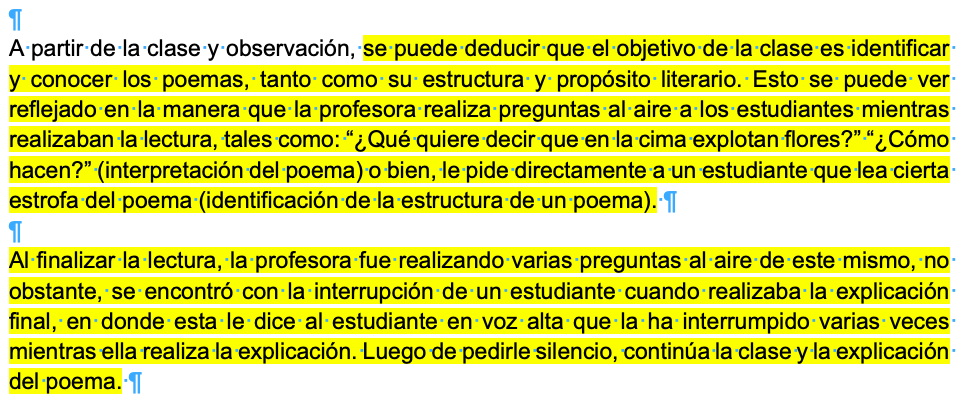 ¶
A partir de la clase y observación, se puede deducir que el objetivo de la clase es identificar
y conocer los poemas, tanto como su estructura y propósito literario. Esto se puede ver
reflejado en la manera que la profesora realiza preguntas al aire a los estudiantes mientras
realizaban la lectura, tales como: “¿Qué quiere decir que en la cima explotan flores?” “¿Cómo
hacen?” (interpretación del poema) o bien, le pide directamente a un estudiante que lea cierta
estrofa del poema (identificación de la estructura de un poema). ¶
¶
Al finalizar la lectura, la profesora fue realizando varias preguntas al aire de este mismo, no
obstante, se encontró con la interrupción de un estudiante cuando realizaba la explicación
final, en donde esta le dice al estudiante en voz alta que la ha interrumpido varias veces
mientras ella realiza la explicación. Luego de pedirle silencio, continúa la clase y la explicación
del poema. ¶